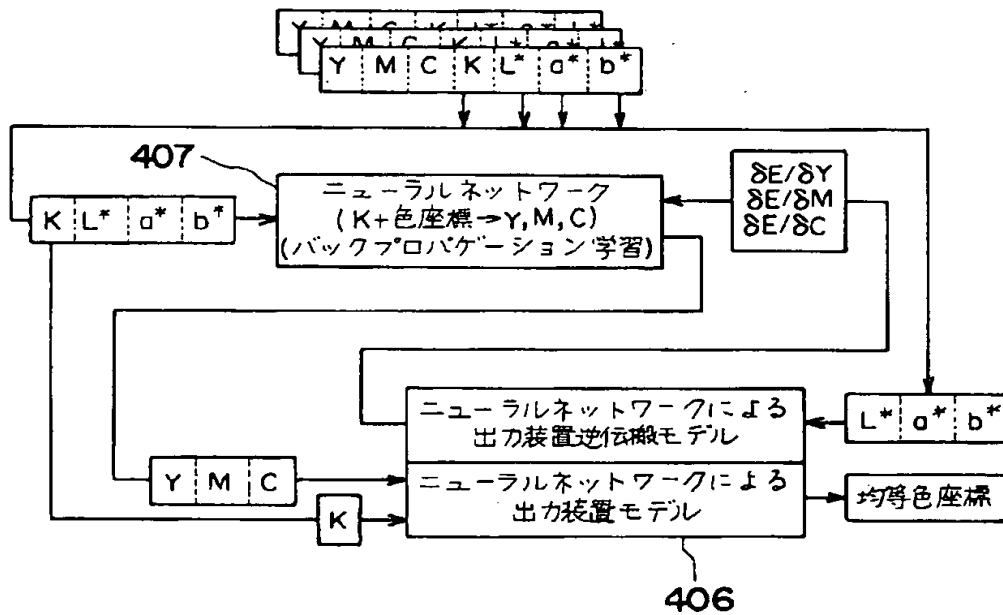 Y M C K L* a* b*
Y M C K L* a* b*
Y M C K L* a* b*
407
ニューラルネットワーク
(K+色座標→Y,M,C)
(バックプロパゲーション学習)
δE/δY
δE/δM
δE/δC
K L* a* b*
ニューラルネットワークによる
出力装置逆伝搬モデル
L* a* b*
Y M C
K
ニューラルネットワークによる
出力装置モデル
均等色座標
406